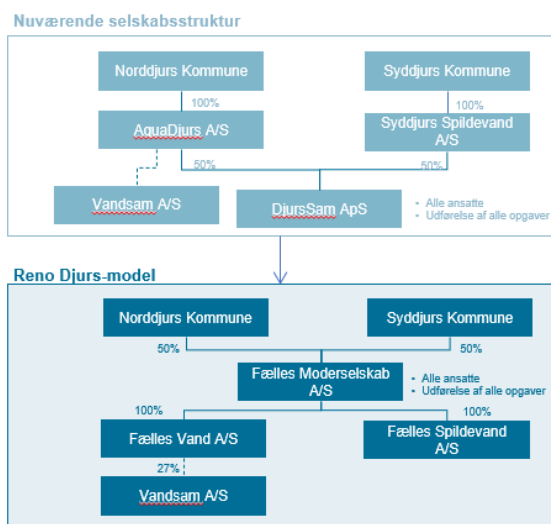 Nuværende selskabsstruktur
Norddjurs Kommune
Syddjurs Kommune
100%
100%
AquaDjurs A/S
Syddjurs Spildevand
A/S
50%
50%
Vandsam A/S
DjursSam ApS
• Alle ansatte
• Udførelse af alle opgaver
Reno Djurs-model
Norddjurs Kommune
Syddjurs Kommune
50%
50%
Fælles Moderselskab
A/S
• Alle ansatte
• Udførelse af alle opgaver
100%
100%
Fælles Vand A/S
Fælles Spildevand
A/S
27%
Vandsam A/S